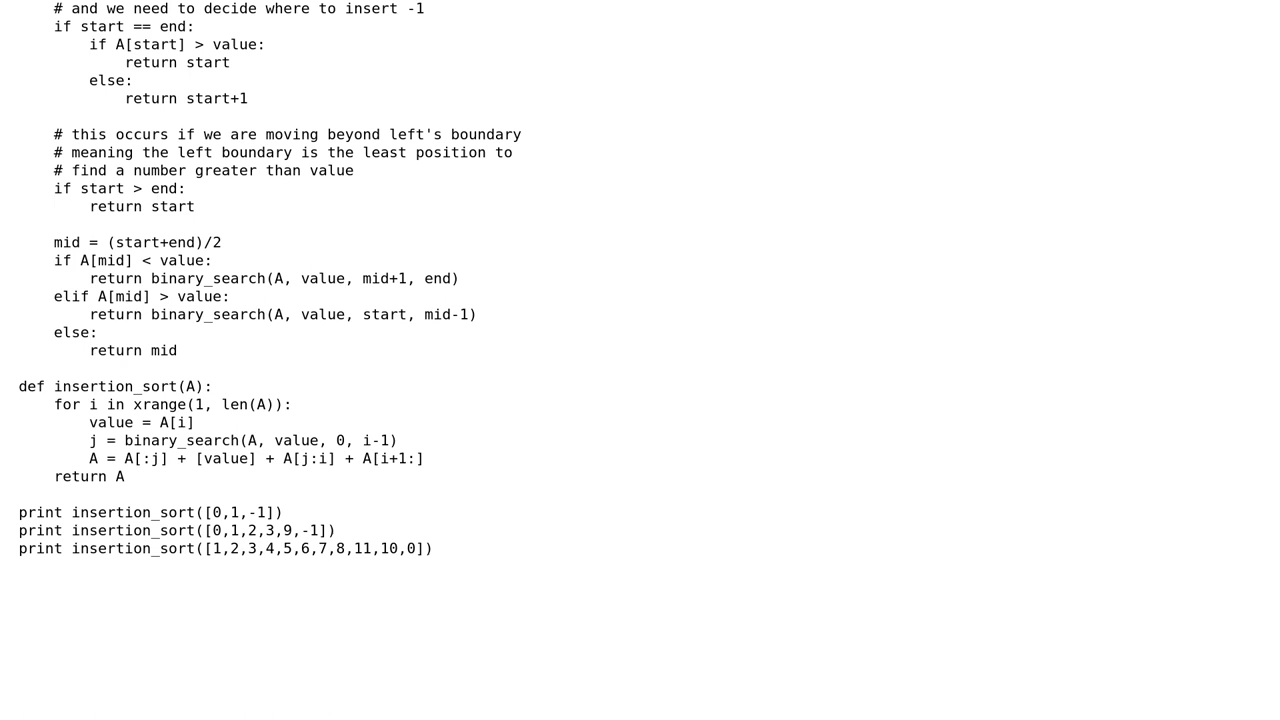 # and we need to decide where to insert -1
    if start == end:
        if A[start] > value:
            return start
        else:
            return start+1

    # this occurs if we are moving beyond left's boundary
    # meaning the left boundary is the least position to
    # find a number greater than value
    if start > end:
        return start

    mid = (start+end)/2
    if A[mid] < value:
        return binary_search(A, value, mid+1, end)
    elif A[mid] > value:
        return binary_search(A, value, start, mid-1)
    else:
        return mid

def insertion_sort(A):
    for i in xrange(1, len(A)):
        value = A[i]
        j = binary_search(A, value, 0, i-1)
        A = A[:j] + [value] + A[j:i] + A[i+1:]
    return A

print insertion_sort([0,1,-1])
print insertion_sort([0,1,2,3,9,-1])
print insertion_sort([1,2,3,4,5,6,7,8,11,10,0])